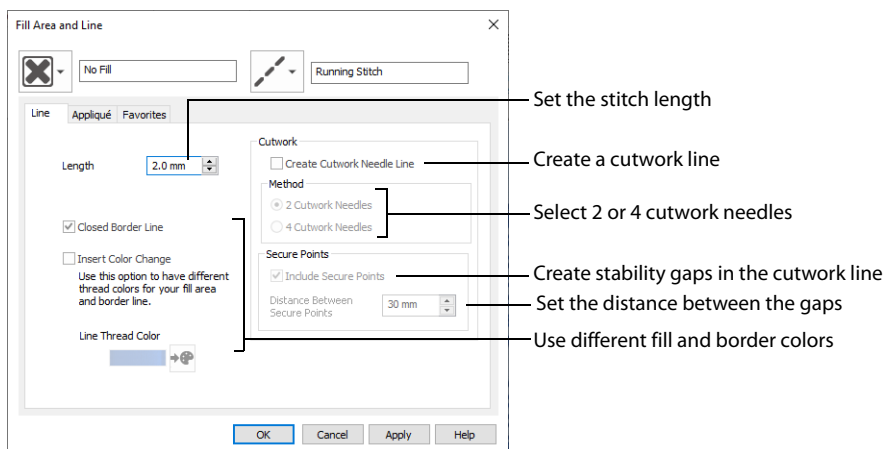 Fill Area and Line
No Fill
Running Stitch
Line
Appliqué
Favorites
Length
2.0 mm
Closed Border Line
Insert Color Change
Use this option to have different
thread colors for your fill area
and border line.
Line Thread Color
Cutwork
Create Cutwork Needle Line
Method
2 Cutwork Needles
4 Cutwork Needles
Secure Points
Include Secure Points
Distance Between
Secure Points
30 mm
OK
Cancel
Apply
Help
Set the stitch length
Create a cutwork line
Select 2 or 4 cutwork needles
Create stability gaps in the cutwork line
Set the distance between the gaps
Use different fill and border colors